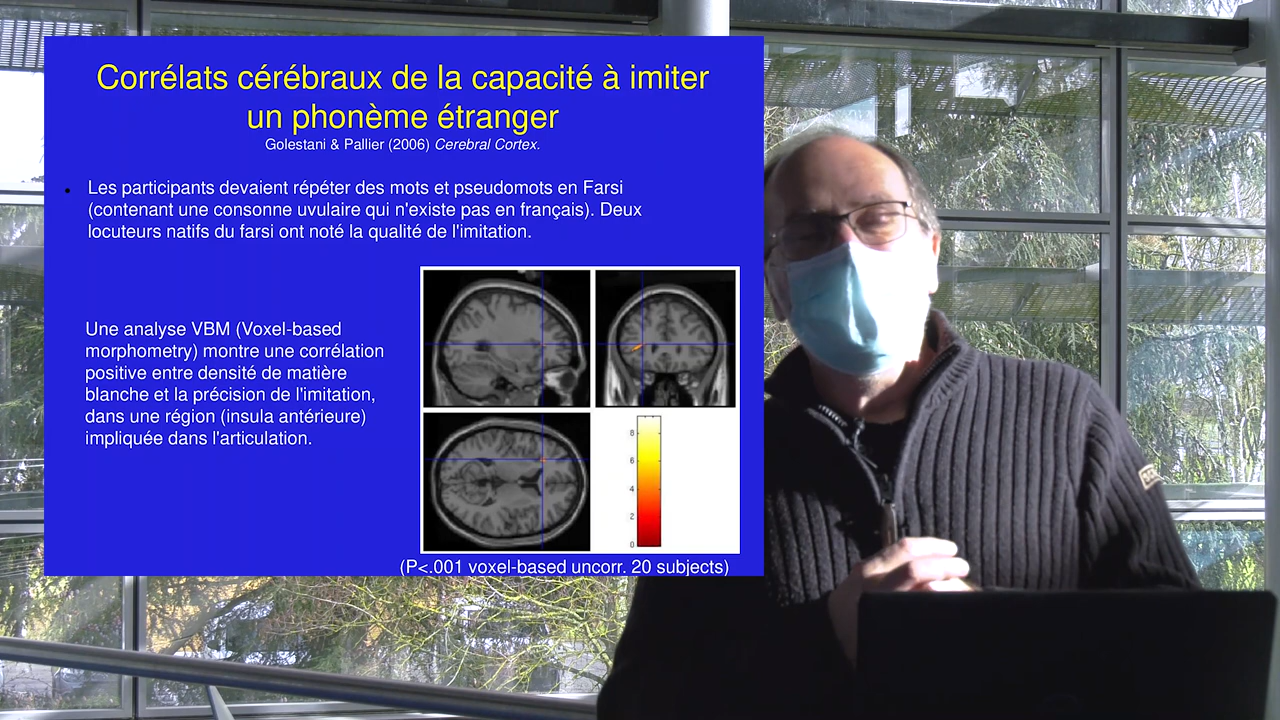 Corrélats cérébraux de la capacité à imiter
un phonème étranger
Golestani & Pallier (2006) Cerebral Cortex.
• Les participants devaient répéter des mots et pseudomots en Farsi
(contenant une consonne uvulaire qui n'existe pas en français). Deux
locuteurs natifs du farsi ont noté la qualité de l'imitation.
Une analyse VBM (Voxel-based
morphometry) montre une corrélation
positive entre densité de matière
blanche et la précision de l'imitation,
dans une région (insula antérieure)
impliquée dans l'articulation.
8
6
4
2
0
(P<.001 voxel-based uncorr. 20 subjects)